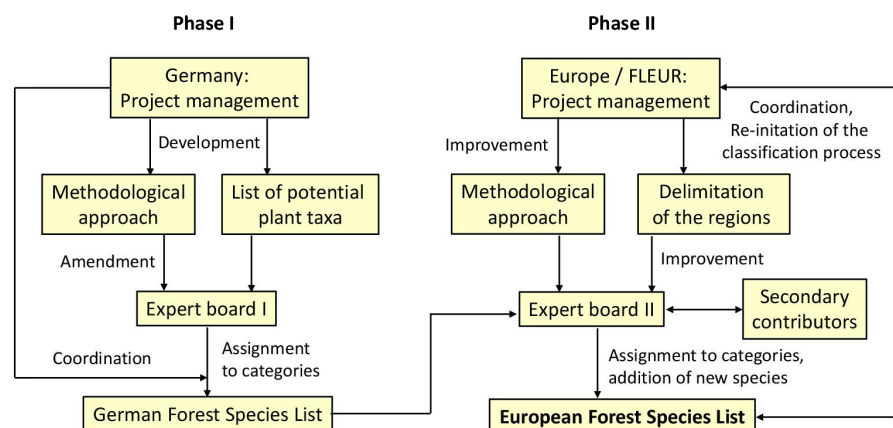 Phase I
Germany:
Project management
Development
Methodological
approach
List of potential
plant taxa
Amendment
Expert board I
Coordination
Assignment
to categories
German Forest Species List
Phase II
Europe / FLEUR:
Project management
Coordination,
Re-initation of the
classification process
Improvement
Methodological
approach
Delimitation
of the regions
Improvement
Expert board II
Secondary
contributors
Assignment to categories,
addition of new species
European Forest Species List